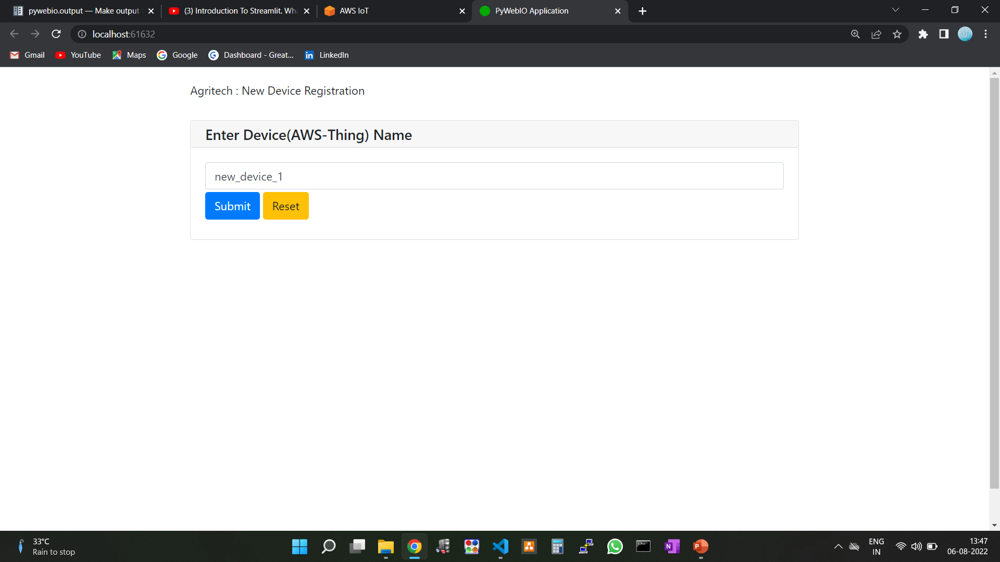 pywebio.output — Make output
(3) Introduction To Streamlit. Wha
AWS IoT
PyWebIO Application
localhost:61632
Gmail
YouTube
Maps
Google
Dashboard - Great...
LinkedIn
Agritech : New Device Registration
Enter Device(AWS-Thing) Name
new_device_1
Submit
Reset
33°C
Rain to stop
ENG
IN
13:47
06-08-2022